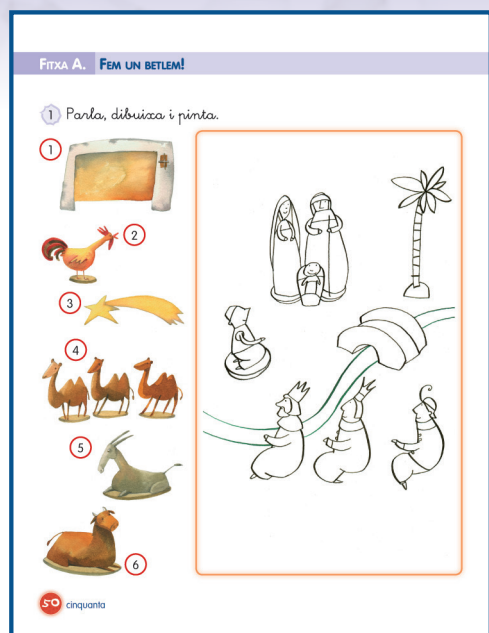 FITXA A. FEM UN BETLEM!
1 Parla, dibuixa i pinta.
1
2
3
4
5
6
50 cinquanta